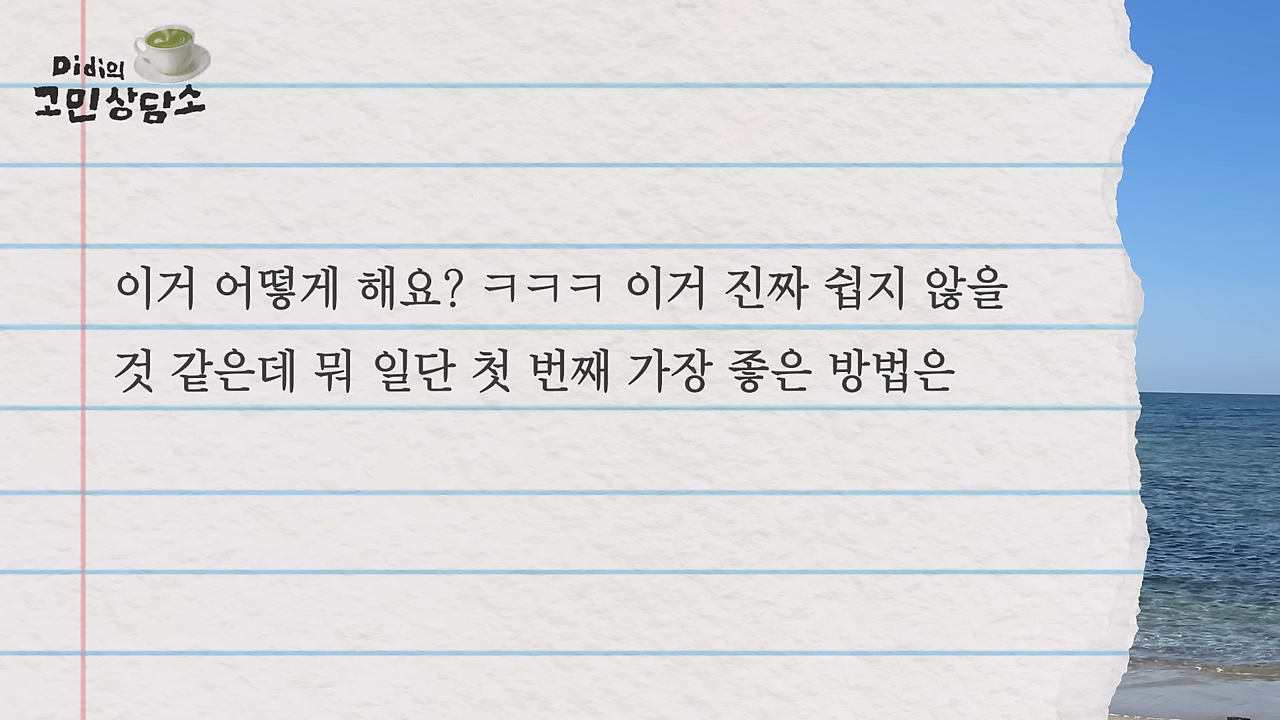 Didi의
고민상담소
이거 어떻게 해요? ㅋㅋㅋ 이거 진짜 쉽지 않을
것 같은데 뭐 일단 첫 번째 가장 좋은 방법은